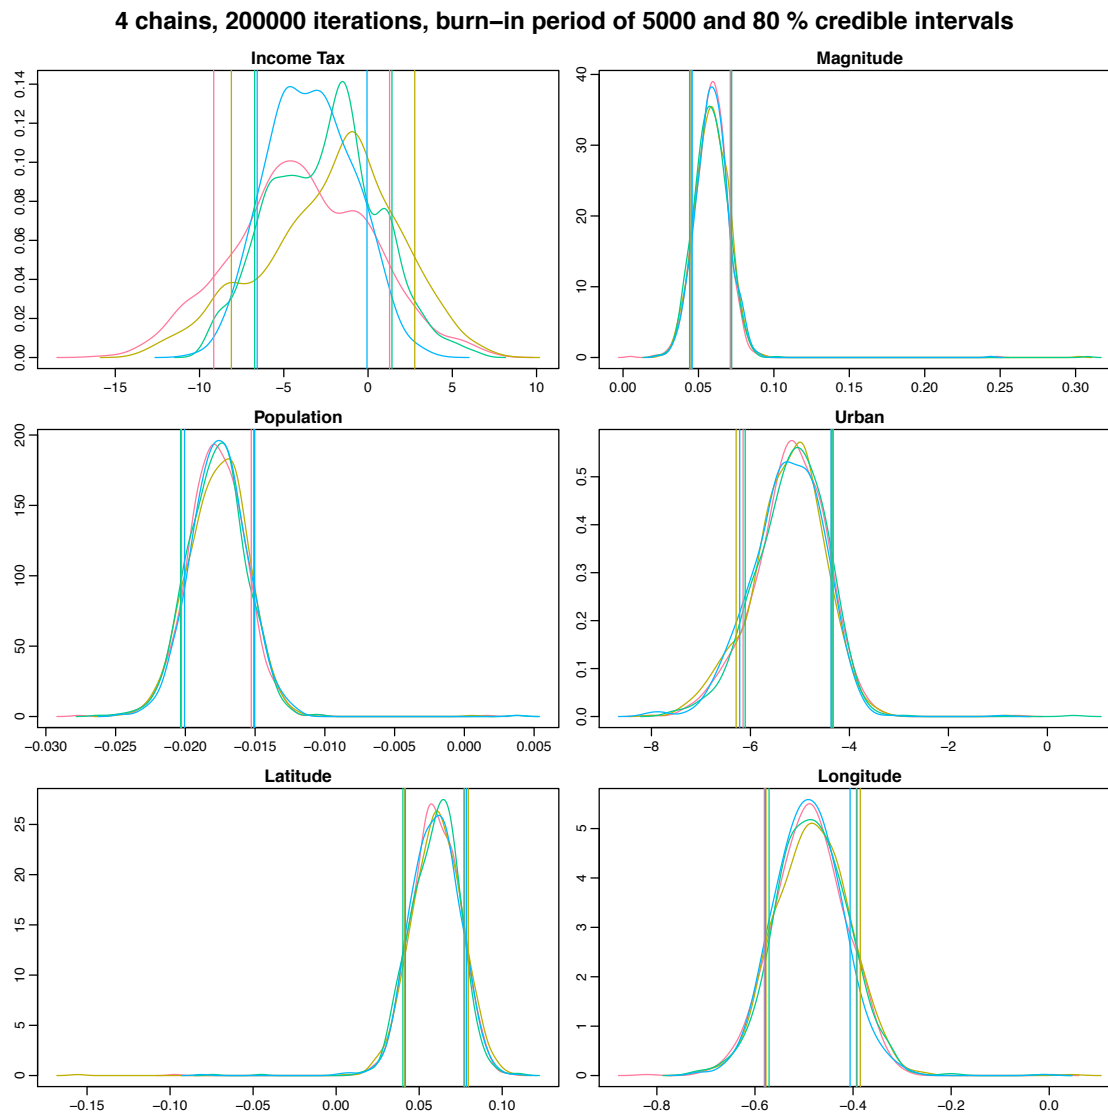 4 chains, 200000 iterations, burn–in period of 5000 and 80 % credible intervals
Income Tax
0.00 0.02 0.04 0.06 0.08 0.10 0.12 0.14
−15 −10 −5 0 5 10
Magnitude
0 10 20 30 40
0.00 0.05 0.10 0.15 0.20 0.25 0.30
Population
0 50 100 150 200
−0.030 −0.025 −0.020 −0.015 −0.010 −0.005 0.000 0.005
Urban
0.0 0.1 0.2 0.3 0.4 0.5
−8 −6 −4 −2 0
Latitude
0 5 10 15 20 25
−0.15 −0.10 −0.05 0.00 0.05 0.10
Longitude
0 1 2 3 4 5
−0.8 −0.6 −0.4 −0.2 0.0